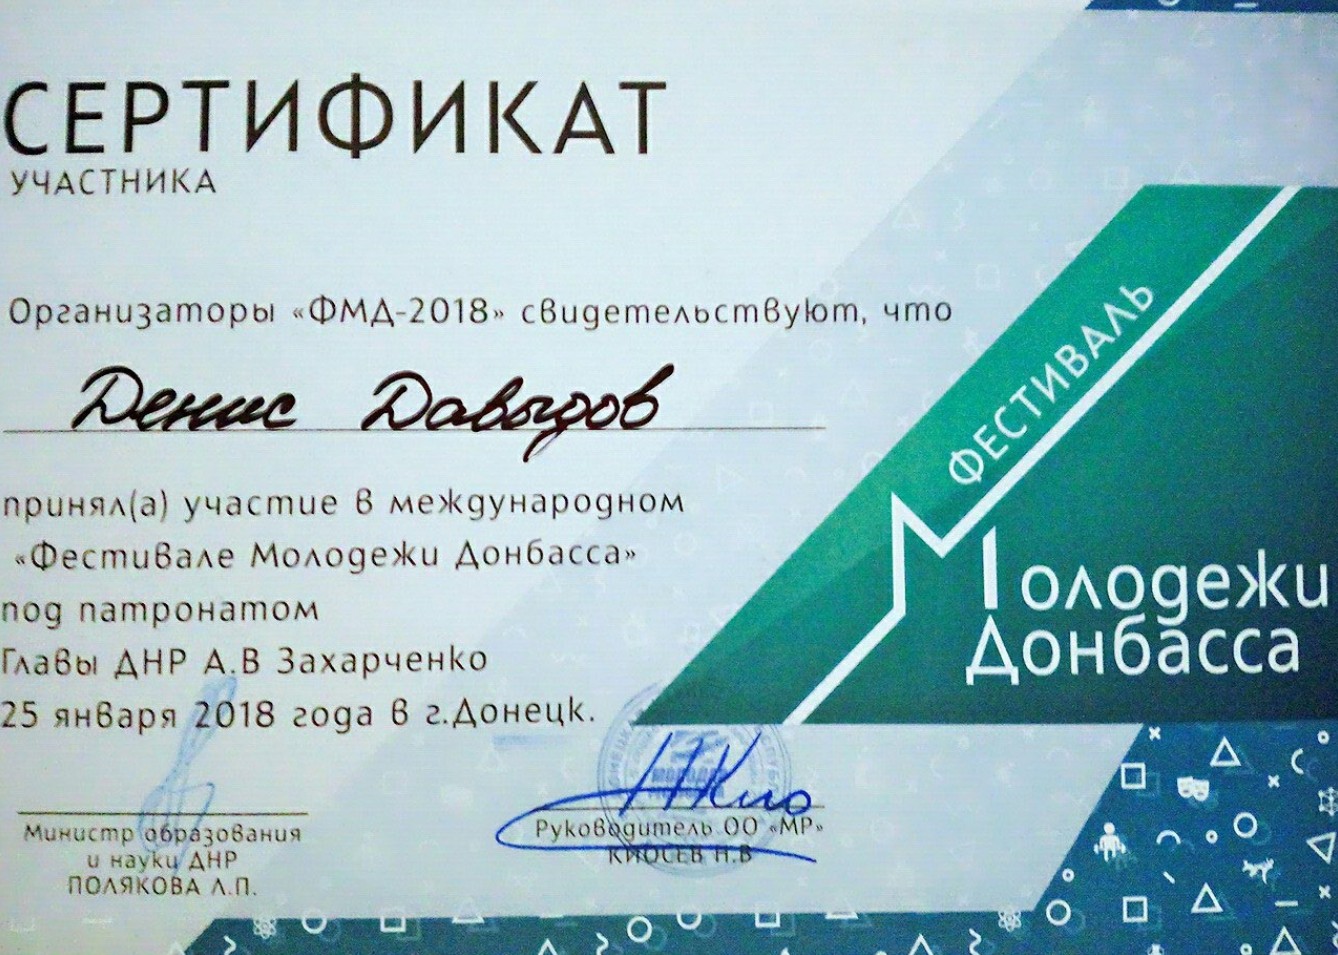 СЕРТИФИКАТ
УЧАСТНИКА
Организаторы «ФМД-2018» свидетельствуют, что
Денис Давыдов
принял(а) участие в международном
«Фестивале Молодежи Донбасса»
под патронатом
Главы ДНР А.В Захарченко
25 января 2018 года в г.Донецк.
Министр образования
и науки ДНР
ПОЛЯКОВА Л.П.
Руководитель ОО «МР»
КИОСЕВ Н.В
ФЕСТИВАЛЬ
Молодежи
Донбасса